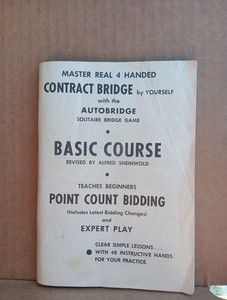 MASTER REAL 4 HANDED
CONTRACT BRIDGE by YOURSELF
with the
AUTOBRIDGE
SOLITAIRE BRIDGE GAME
•
BASIC COURSE
REVISED BY ALFRED SHEINWOLD
•
TEACHES BEGINNERS
POINT COUNT BIDDING
(Includes Latest Bidding Changes)
and
EXPERT PLAY
CLEAR SIMPLE LESSONS...
• WITH 48 INSTRUCTIVE HANDS
FOR YOUR PRACTICE.